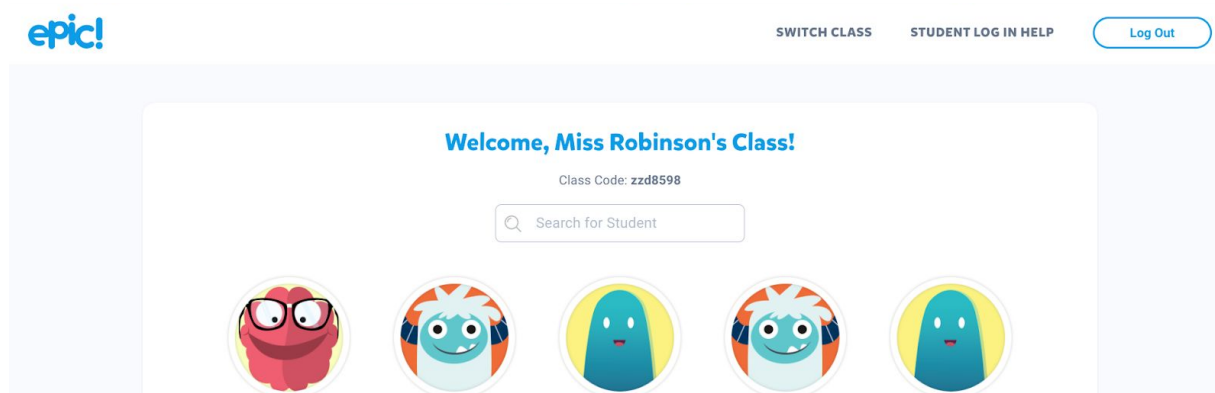 epic!
SWITCH CLASS STUDENT LOG IN HELP Log Out
Welcome, Miss Robinson's Class!
Class Code: zzd8598
Search for Student